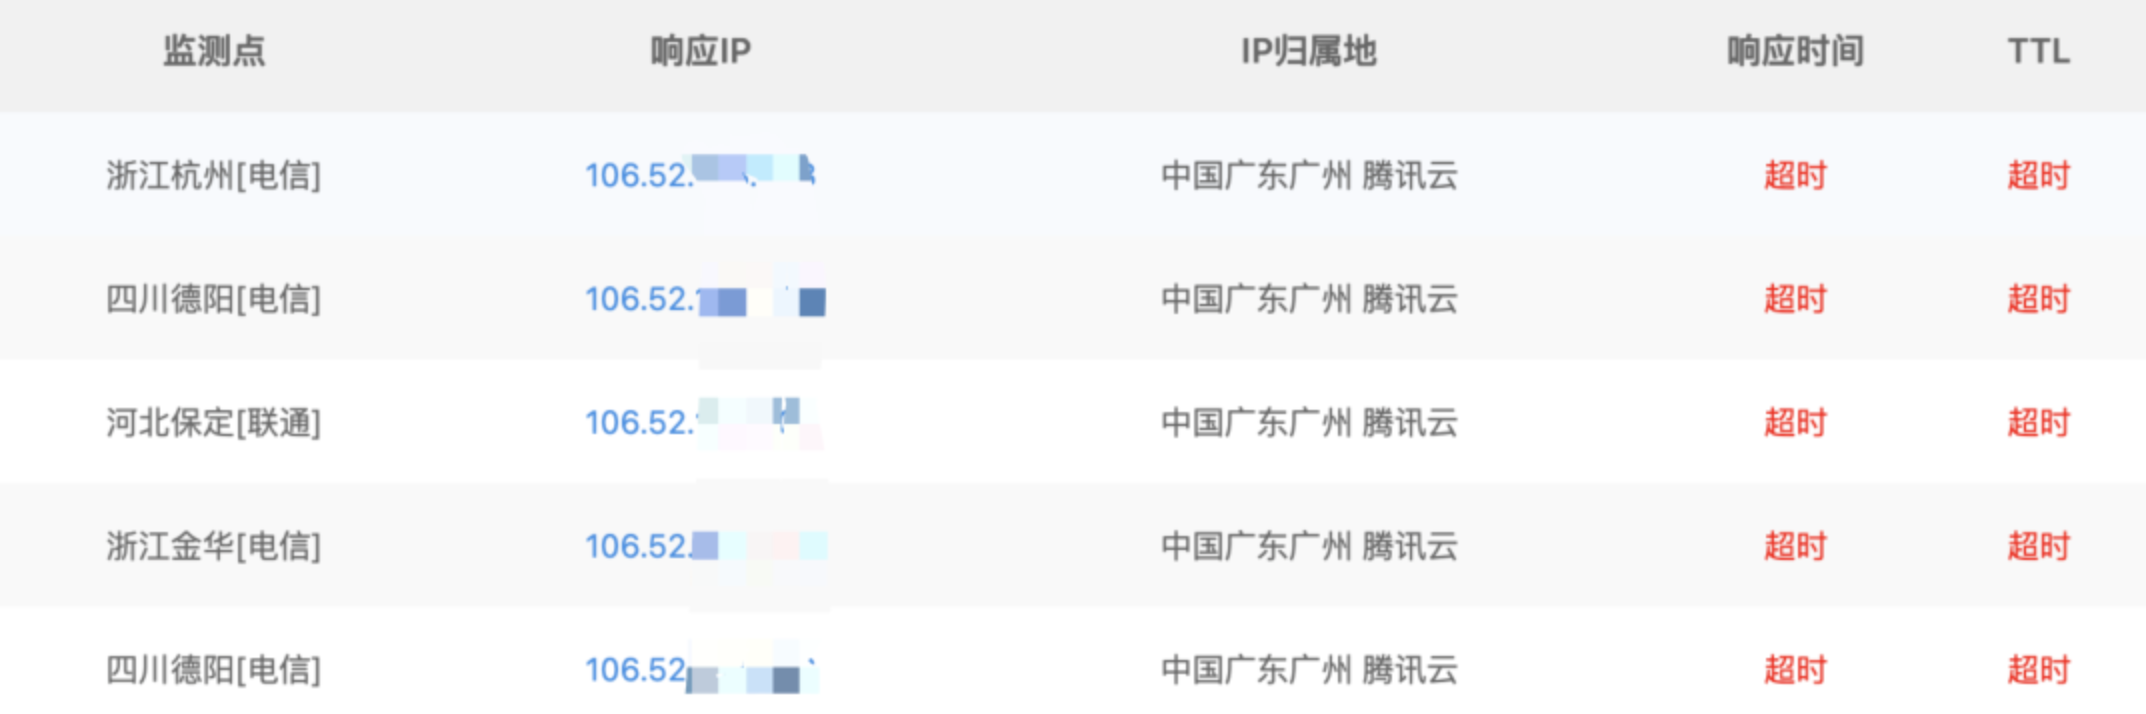 监测点 响应IP IP归属地 响应时间 TTL
浙江杭州[电信] 106.52. 中国广东广州 腾讯云 超时 超时
四川德阳[电信] 106.52. 中国广东广州 腾讯云 超时 超时
河北保定[联通] 106.52. 中国广东广州 腾讯云 超时 超时
浙江金华[电信] 106.52. 中国广东广州 腾讯云 超时 超时
四川德阳[电信] 106.52 中国广东广州 腾讯云 超时 超时